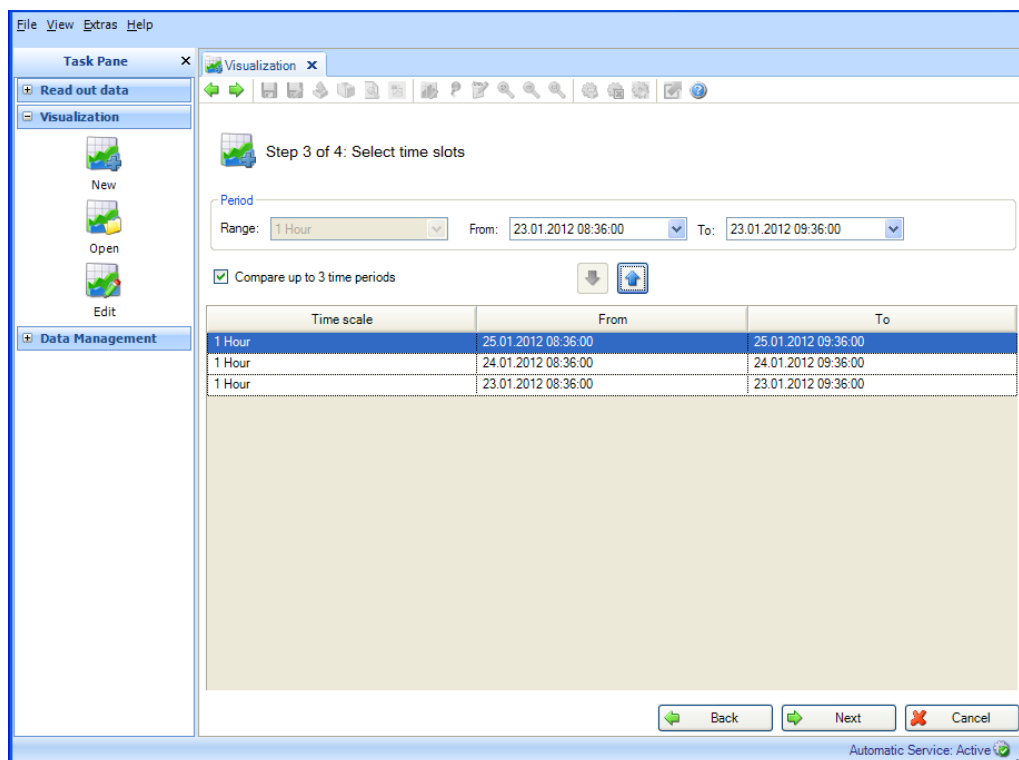 File View Extras Help
Task Pane
Visualization
Read out data
Visualization
New
Open
Edit
Data Management
Step 3 of 4: Select time slots
Period
Range: 1 Hour From: 23.01.2012 08:36:00 To: 23.01.2012 09:36:00
Compare up to 3 time periods
Time scale From To
1 Hour 25.01.2012 08:36:00 25.01.2012 09:36:00
1 Hour 24.01.2012 08:36:00 24.01.2012 09:36:00
1 Hour 23.01.2012 08:36:00 23.01.2012 09:36:00
Back Next Cancel
Automatic Service: Active